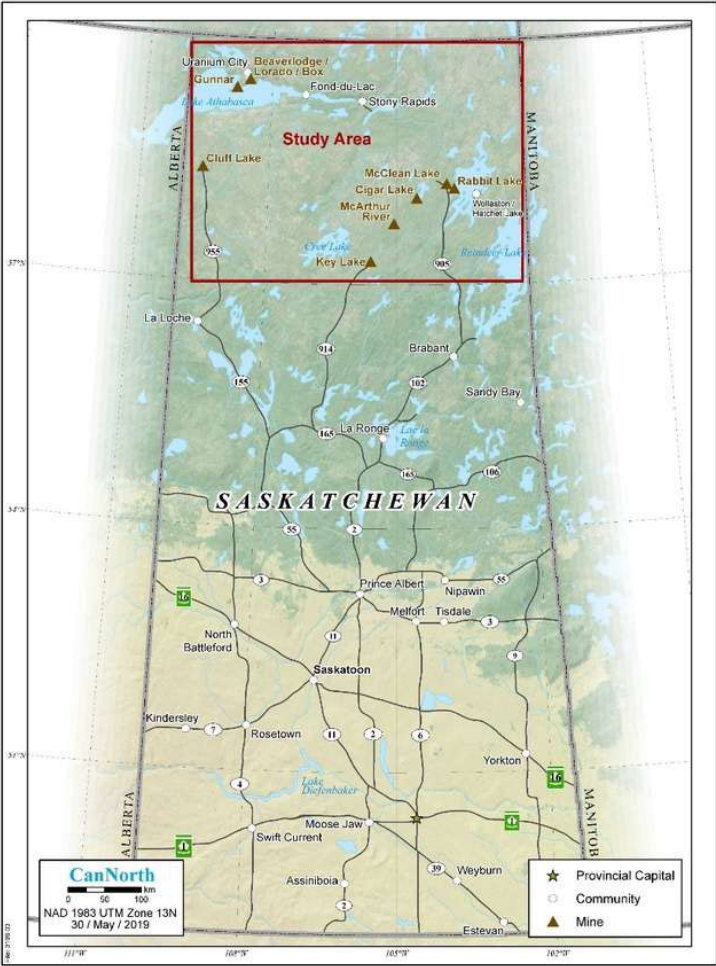 Uranium City
Beaverlodge /
Lorado / Box
Gunnar
Fond-du-Lac
Lake Athabasca
Stony Rapids
ALBERTA
MANITOBA
Study Area
Cluff Lake
McClean Lake
Rabbit Lake
Cigar Lake
Wollaston /
Hatchet Lake
McArthur
River
Cree Lake
Reindeer Lake
955
Key Lake
905
57°N
La Loche
914
Brabant
155
102
Sandy Bay
La Ronge
Lac la
Ronge
165
165
106
SASKATCHEWAN
54°N
55
2
3
Prince Albert
55
Nipawin
16
Melfort
Tisdale
3
North
Battleford
11
9
Saskatoon
Kindersley
7
Rosetown
11
2
6
51°N
Yorkton
16
4
Lake
Diefenbaker
ALBERTA
MANITOB
1
Swift Current
Moose Jaw
1
CanNorth
0 50 100
km
NAD 1983 UTM Zone 13N
30 / May / 2019
Assiniboia
39
Weyburn
2
Estevan
Provincial Capital
Community
Mine
111°W
108°W
105°W
102°W